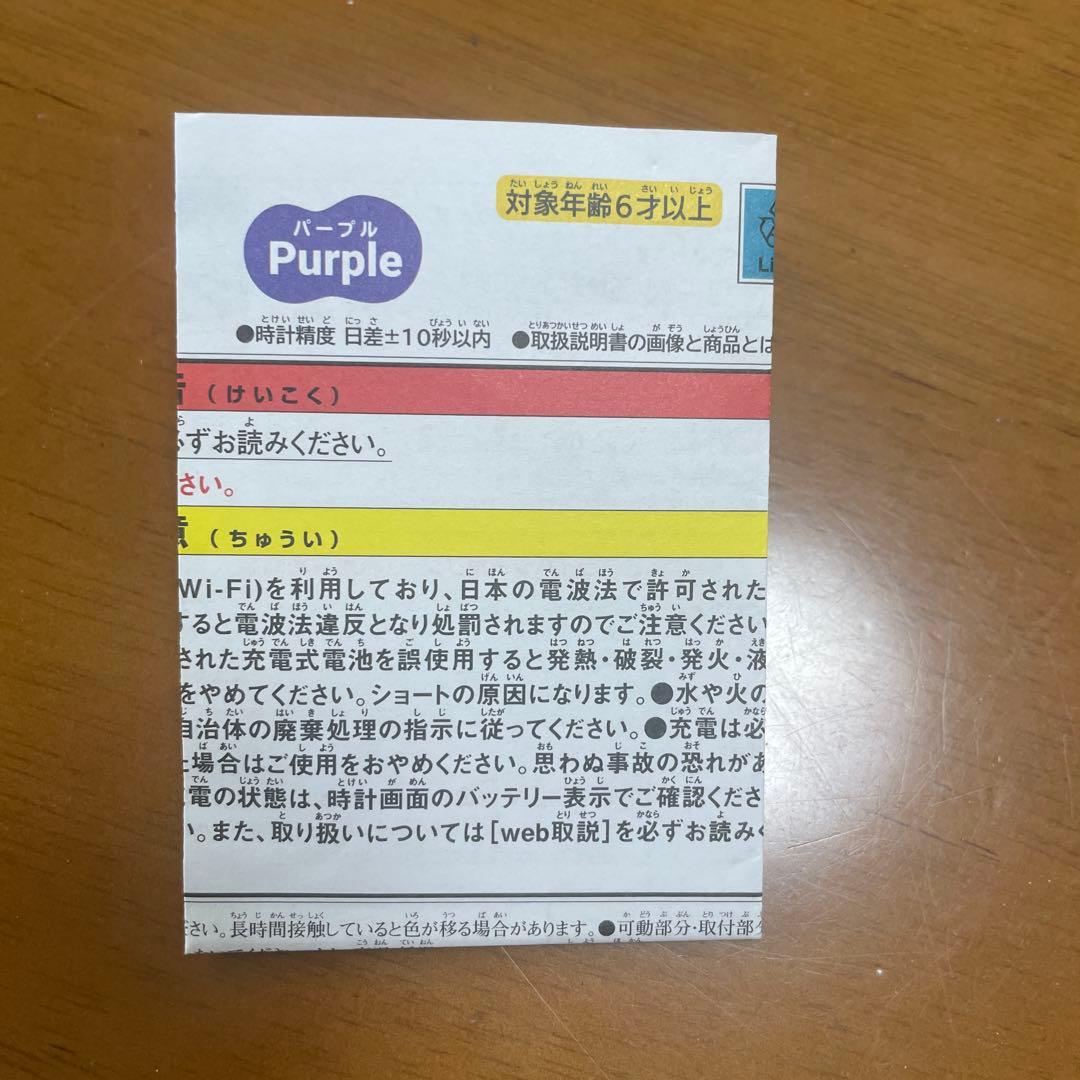 対象年齢6才以上
パープル
Purple
Li
●時計精度 日差±10秒以内 ●取扱説明書の画像と商品とは
(けいこく)
ずお読みください。
さい。
(ちゅうい)
Wi-Fi)を利用しており、日本の電波法で許可された
すると電波法違反となり処罰されますのでご注意ください
された充電式電池を誤使用すると発熱・破裂・発火・液
をやめてください。ショートの原因になります。●水や火の
自治体の廃棄処理の指示に従ってください。●充電は必
場合はご使用をおやめください。思わぬ事故の恐れがあ
電の状態は、時計画面のバッテリー表示でご確認くださ
い。また、取り扱いについては[web取説]を必ずお読みく
ださい。長時間接触していると色が移る場合があります。●可動部分・取付部分